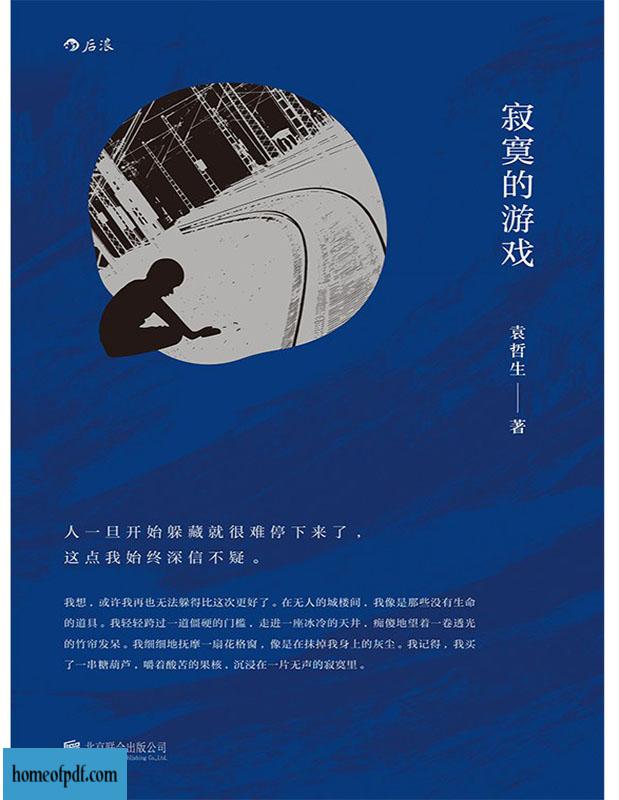 后浪
寂寞的游戏
袁哲生 — 著
人一旦开始躲藏就很难停下来了，
这点我始终深信不疑。
我想，或许我再也无法躲得比这次更好了。在无人的城楼间，我像是那些没有生命
的道具。我轻轻跨过一道僵硬的门槛，走进一座冰冷的天井，痴傻地望着一卷透光
的竹帘发呆。我细细地抚摩一扇花格窗，像是在抹掉我身上的灰尘。我记得，我买
了一串糖葫芦，嚼着酸苦的果核，沉浸在一片无声的寂寞里。
北京联合出版公司
Publishing Co.,Ltd.
homeofpdf.com